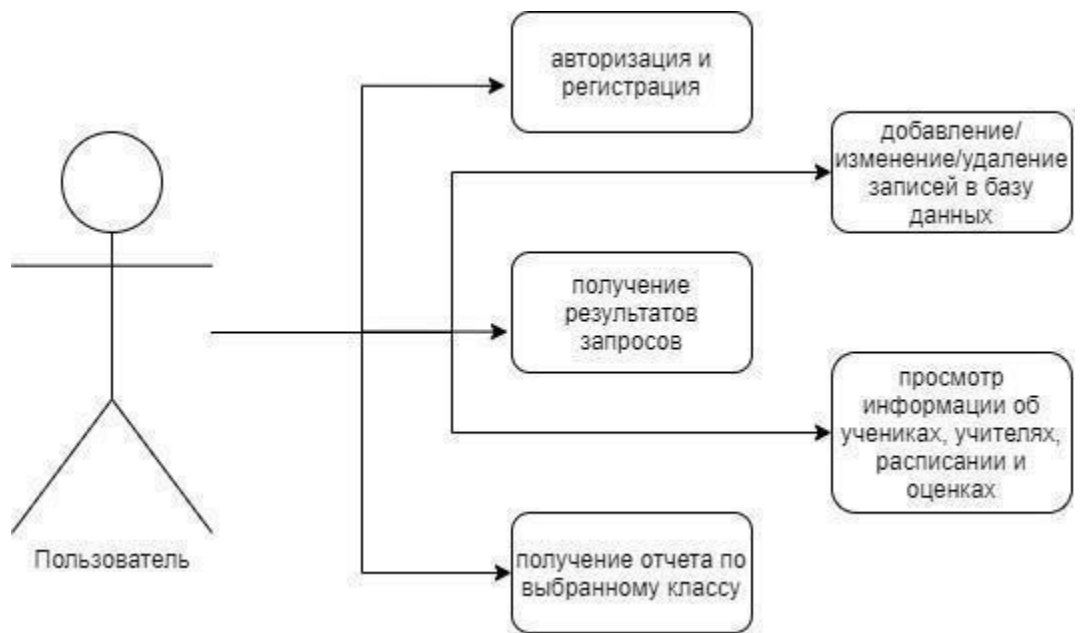 авторизация и
регистрация
добавление/
изменение/удаление
записей в базу
данных
получение
результатов
запросов
просмотр
информации об
учениках, учителях,
расписании и
оценках
Пользователь
получение отчета по
выбранному классу